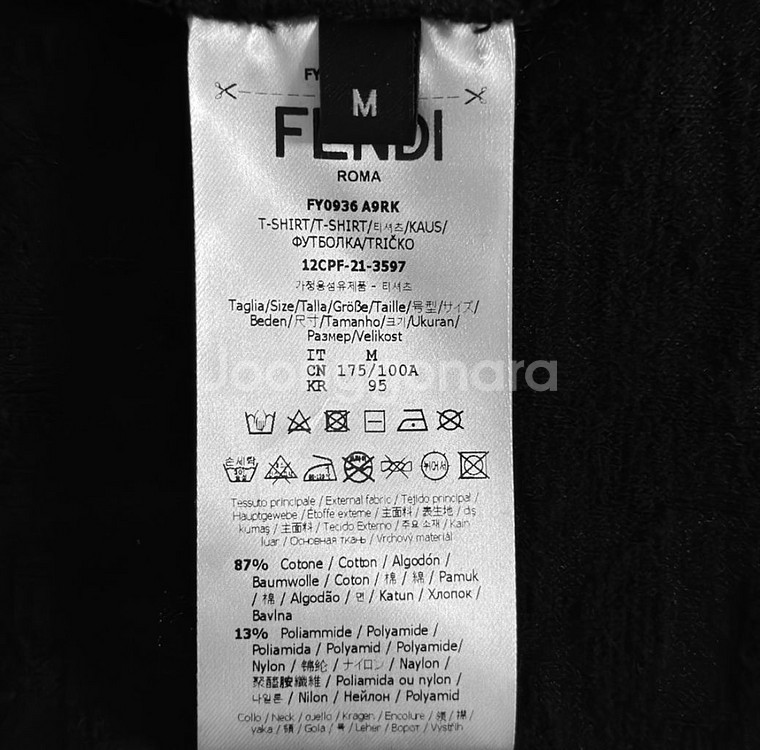 FY
M
FENDI
ROMA
FY0936 A9RK
T-SHIRT/T-SHIRT/티셔츠/KAUS/
ФУТБОЛКА/TRIČKO
12CPF-21-3597
가정용섬유제품 - 티셔츠
Taglia/Size/Talla/Größe/Taille/号型/サイズ/
Beden/尺寸/Tamanho/크기/Ukuran/
Размер/Velikost
IT M
CN 175/100A
KR 95
Joonggonara
손세탁
Tessuto principale / External fabric / Tejido principal /
Hauptgewebe / Étoffe externe / 主面料 / 表生地 / dış
kumaş / 主面料 / Tecido Externo / 주요 소재 / Kain
luar / Основная ткань / Vrchový materiál
87% Cotone / Cotton / Algodón /
Baumwolle / Coton / 棉 / 綿 / Pamuk
/ 棉 / Algodão / 면 / Katun / Хлопок /
Bavlna
13% Poliammide / Polyamide /
Poliamida / Polyamid / Polyamide/
Nylon / 锦纶 / ナイロン / Naylon /
聚醯胺纖維 / Poliamida ou nylon /
나일론 / Nilon / Нейлон / Polyamid
Collo / Neck / cuello / Kragen / Encolure / 领 / 襟 /
yaka / 領 / Gola / 목 / Leher / Ворот / Výstřih